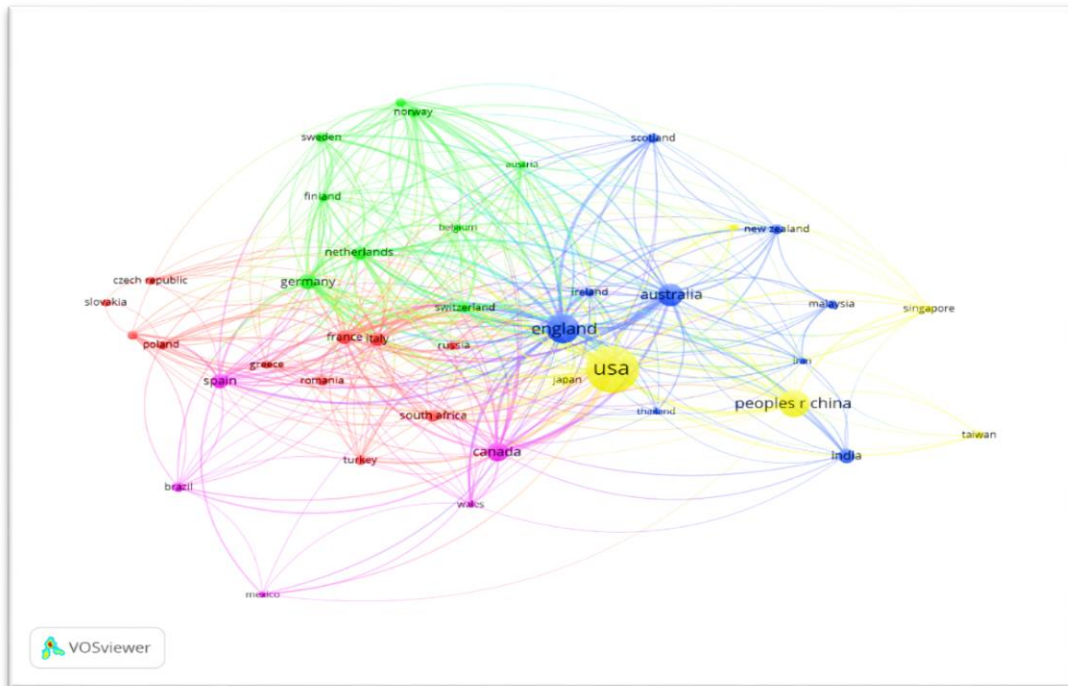 norway
sweden
scotland
austria
finland
belgium
new zealand
netherlands
czech republic
germany
ireland
australia
slovakia
switzerland
malaysia
singapore
england
poland
france
italy
russia
greece
usa
iran
spain
romania
japan
peoples r china
south africa
thailand
taiwan
canada
india
turkey
brazil
wales
mexico
VOSviewer